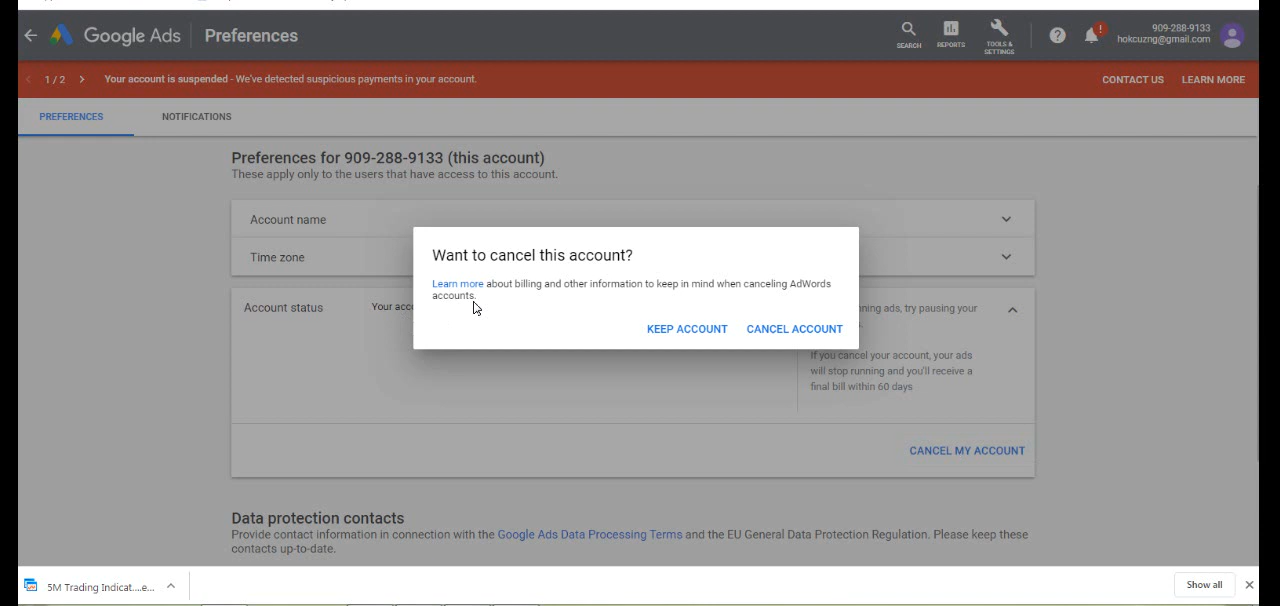 Google Ads
Preferences
SEARCH
REPORTS
TOOLS &
SETTINGS
?
!
909-288-9133
hokcuzng@gmail.com
1 / 2
Your account is suspended - We've detected suspicious payments in your account.
CONTACT US
LEARN MORE
PREFERENCES
NOTIFICATIONS
Preferences for 909-288-9133 (this account)
These apply only to the users that have access to this account.
Account name
Time zone
Want to cancel this account?
Learn more about billing and other information to keep in mind when canceling AdWords
accounts.
KEEP ACCOUNT
CANCEL ACCOUNT
Account status
Your acc
ning ads, try pausing your
If you cancel your account, your ads
will stop running and you'll receive a
final bill within 60 days
CANCEL MY ACCOUNT
Data protection contacts
Provide contact information in connection with the Google Ads Data Processing Terms and the EU General Data Protection Regulation. Please keep these
contacts up-to-date.
5M Trading Indicat....e...
Show all